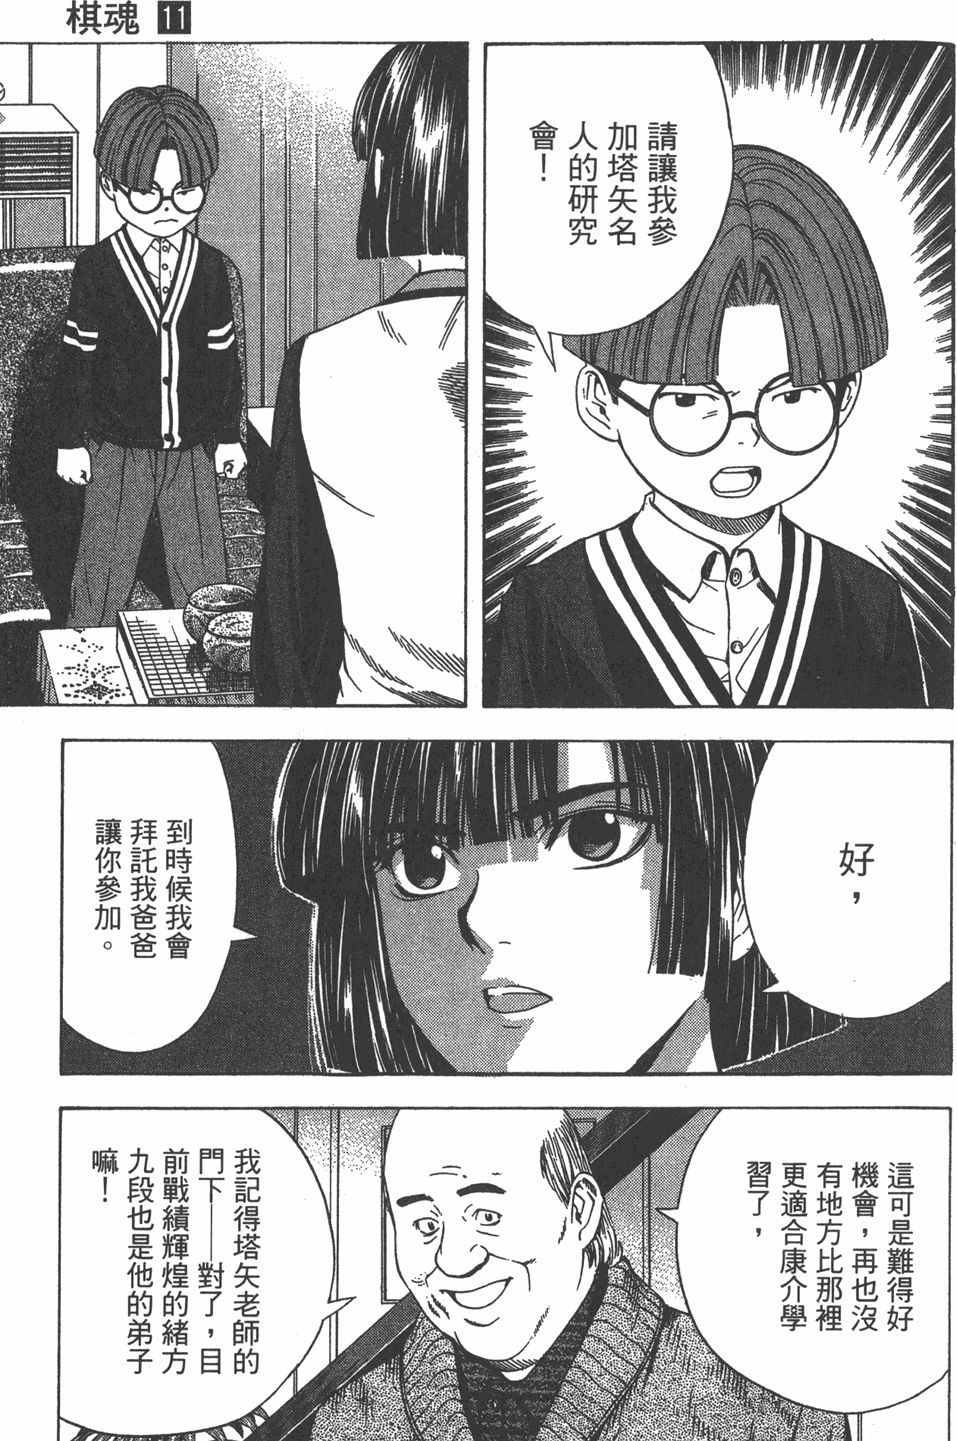 棋魂 11
請讓我參
加塔矢名
人的研究
會！
好，
到時候我會
拜託我爸爸
讓你參加。
這可是難得好
機會，再也沒
有地方比那裡
更適合康介學
習了，
我記得塔矢老師的
門下——對了，目
前戰績輝煌的緒方
九段也是他的弟子
嘛！